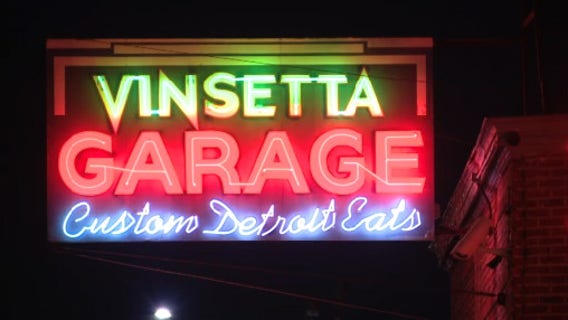 VINSETTA
GARAGE
Custom Detroit Eats